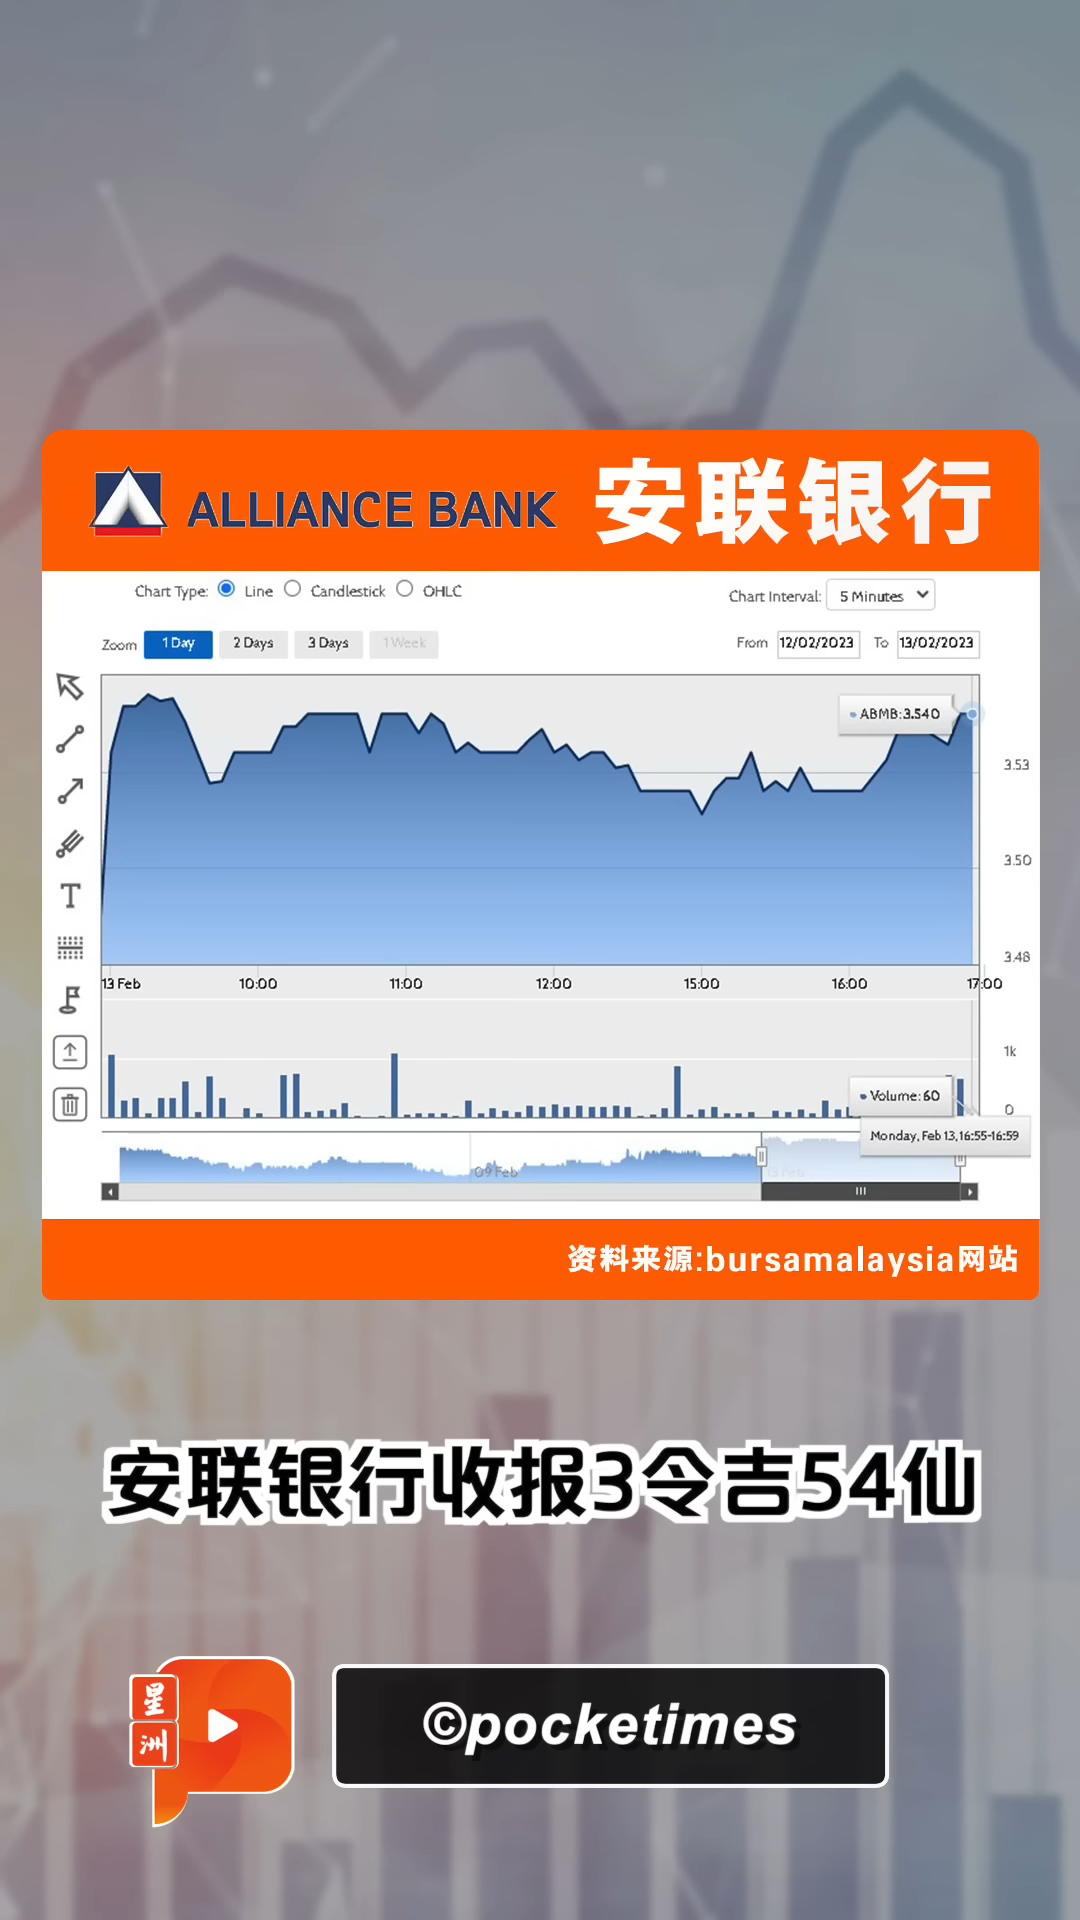 ALLIANCE BANK 安联银行
Chart Type: Line Candlestick OHLC Chart Interval: 5 Minutes
Zoom 1 Day 2 Days 3 Days 1 Week From 12/02/2023 To 13/02/2023
ABMB:3.540
3.53
3.50
3.48
13 Feb 10:00 11:00 12:00 15:00 16:00 17:00
1k
Volume: 60
0
Monday, Feb 13, 16:55-16:59
09 Feb 13 Feb
资料来源:bursamalaysia网站
安联银行收报3令吉54仙
星洲
©pocketimes